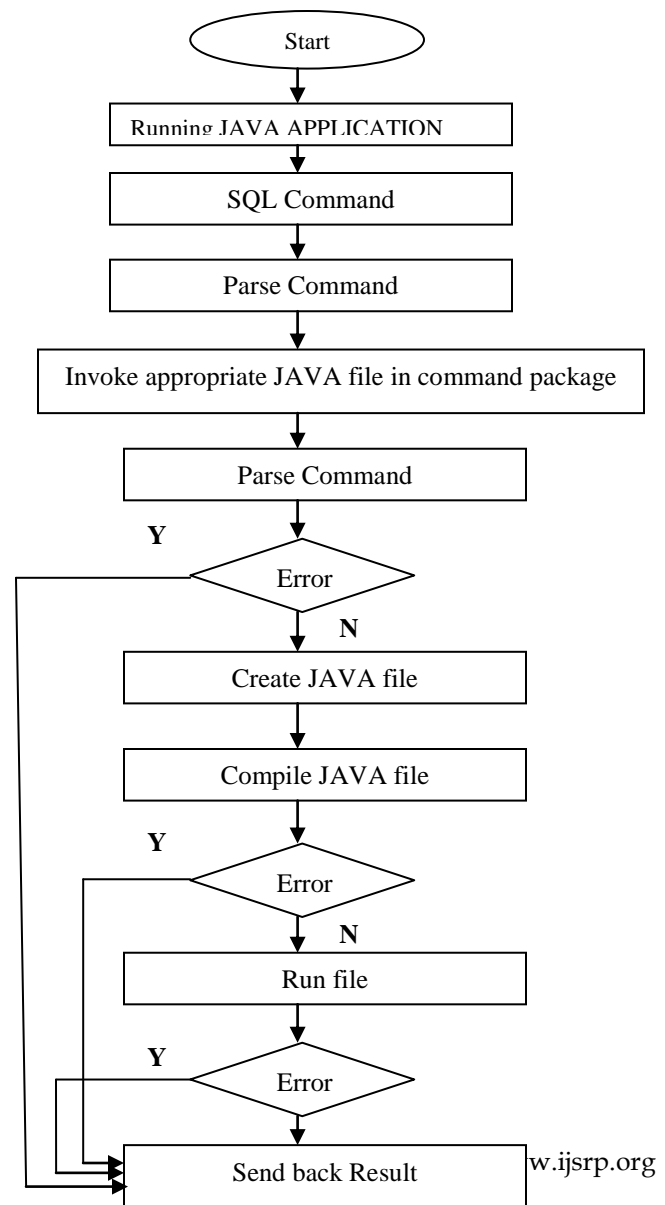 Start
Running JAVA APPLICATION
SQL Command
Parse Command
Invoke appropriate JAVA file in command package
Parse Command
Y
Error
N
Create JAVA file
Compile JAVA file
Y
Error
N
Run file
Y
Error
Send back Result
w.ijsrp.org